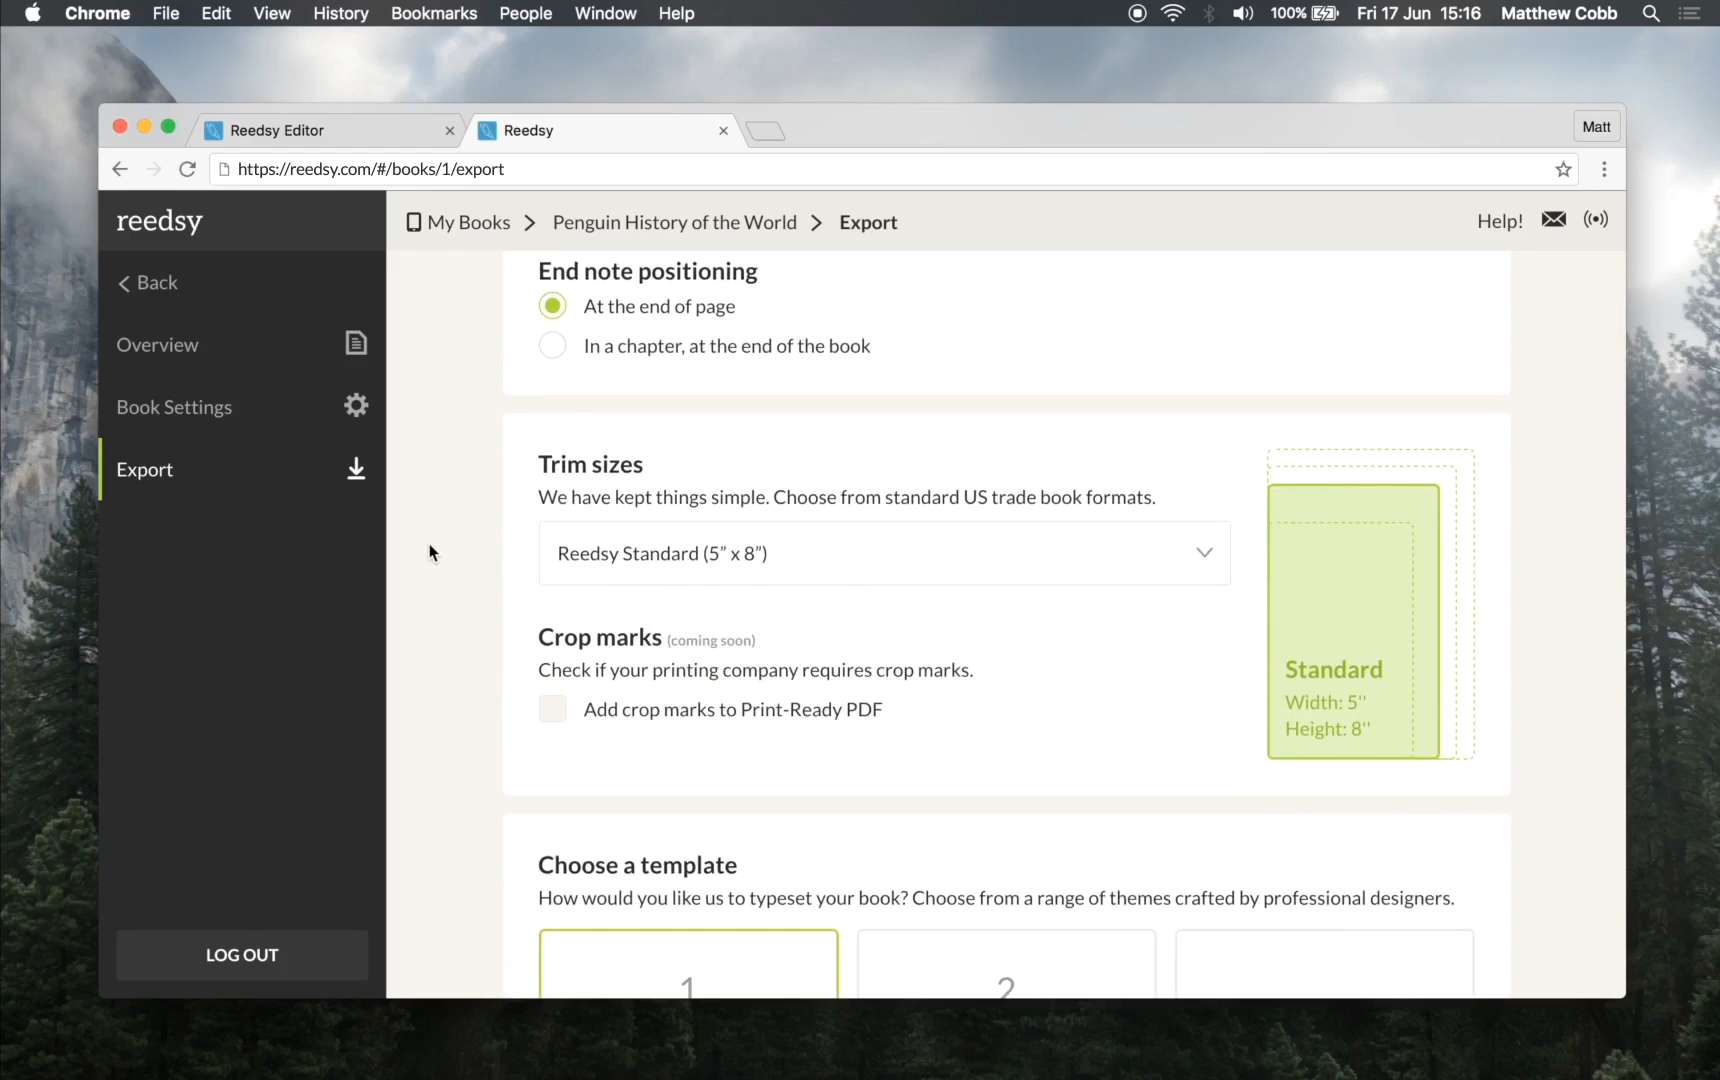 Chrome File Edit View History Bookmarks People Window Help 100% Fri 17 Jun 15:16 Matthew Cobb
Reedsy Editor Reedsy Matt
https://reedsy.com/#/books/1/export
reedsy
My Books Penguin History of the World Export Help!
Back
Overview
Book Settings
Export
LOG OUT
End note positioning
At the end of page
In a chapter, at the end of the book
Trim sizes
We have kept things simple. Choose from standard US trade book formats.
Reedsy Standard (5” x 8”)
Standard
Width: 5''
Height: 8''
Crop marks (coming soon)
Check if your printing company requires crop marks.
Add crop marks to Print-Ready PDF
Choose a template
How would you like us to typeset your book? Choose from a range of themes crafted by professional designers.
1 2